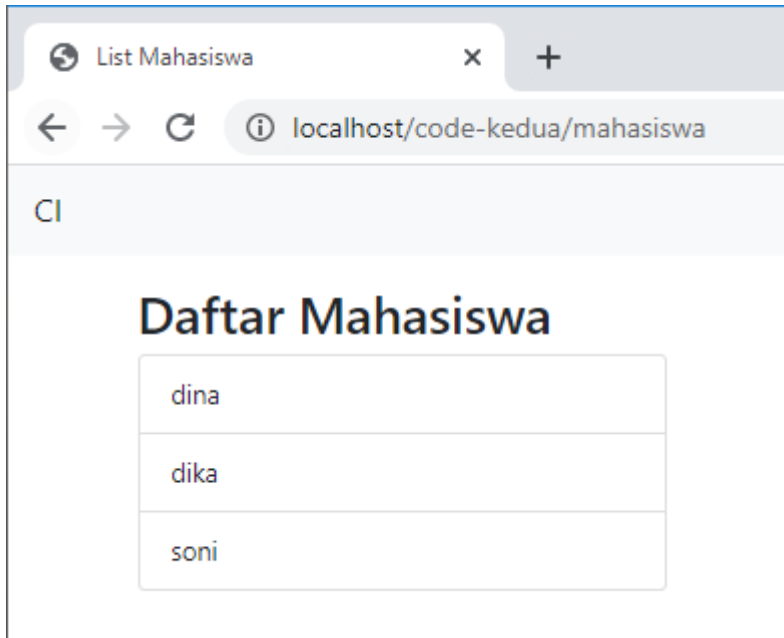 List Mahasiswa
localhost/code-kedua/mahasiswa
CI
Daftar Mahasiswa
dina
dika
soni